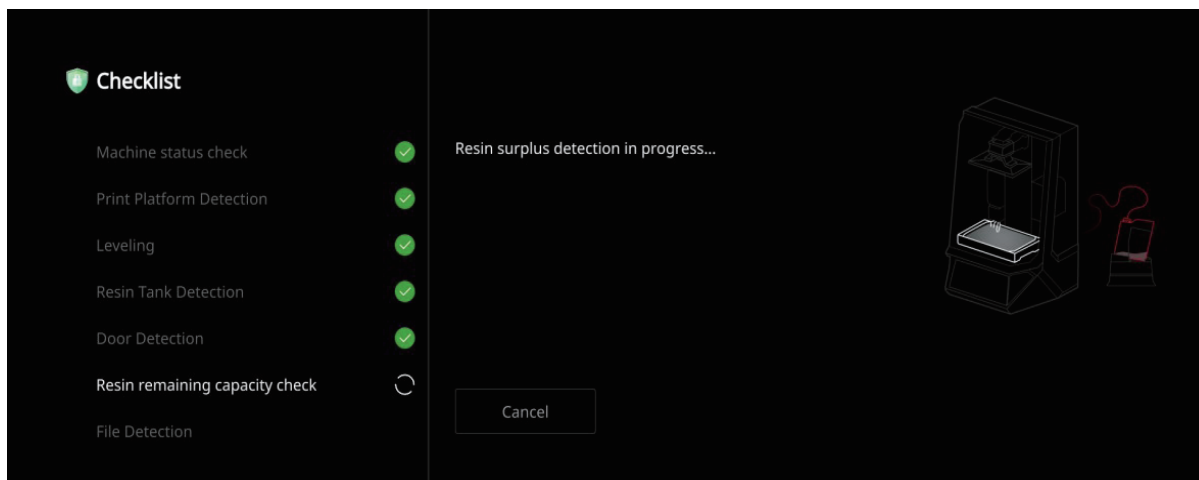 Checklist
Machine status check
Print Platform Detection
Leveling
Resin Tank Detection
Door Detection
Resin remaining capacity check
File Detection
Resin surplus detection in progress...
Cancel